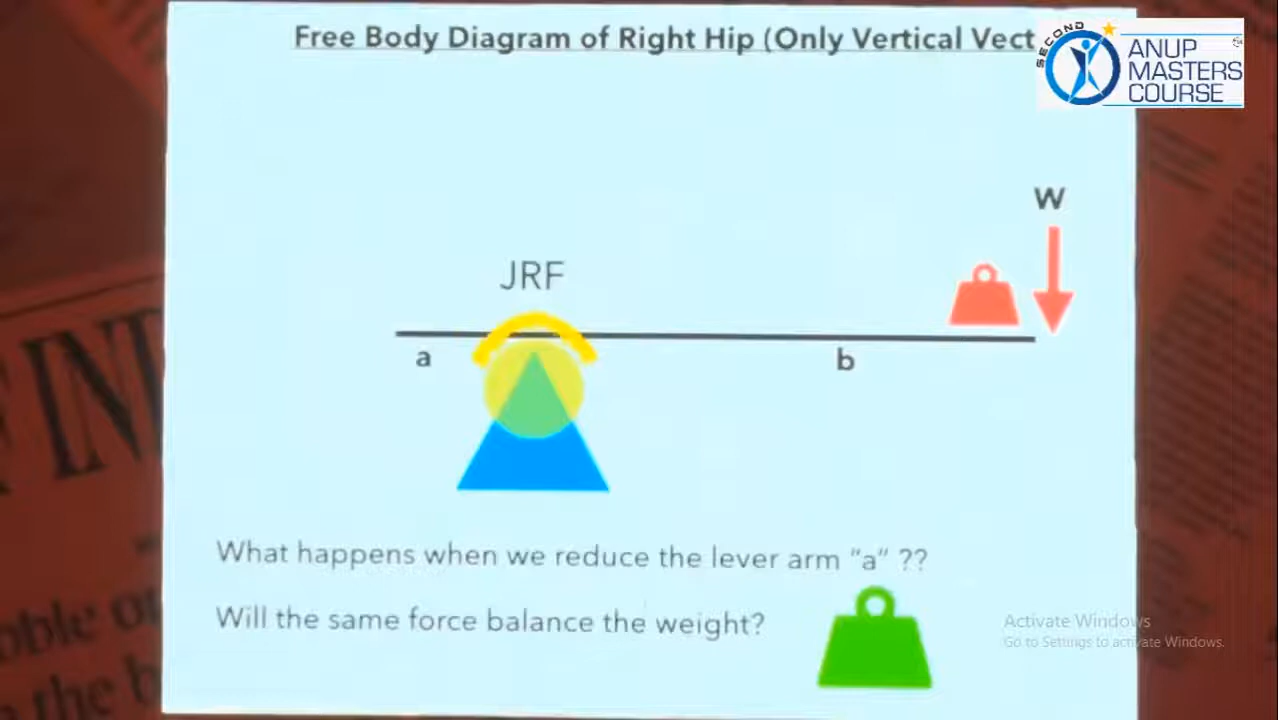 Free Body Diagram of Right Hip (Only Vertical Vect
SECOND
ANUP
MASTERS
COURSE
W
JRF
a
b
What happens when we reduce the lever arm "a" ??
Will the same force balance the weight?
Activate Windows
Go to Settings to activate Windows.